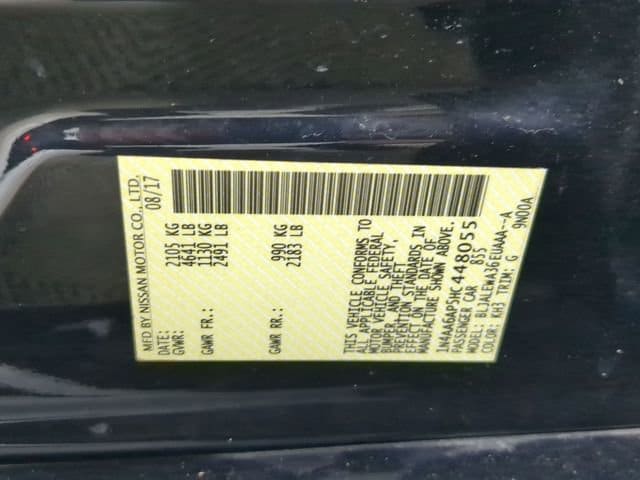 MFD BY NISSAN MOTOR CO., LTD.
DATE: 08/17
GVWR: 2105 KG
4641 LB
GAWR FR.: 1130 KG
2491 LB
GAWR RR.: 990 KG
2183 LB
THIS VEHICLE CONFORMS TO
ALL APPLICABLE FEDERAL
MOTOR VEHICLE SAFETY,
BUMPER, AND THEFT
PREVENTION STANDARDS IN
EFFECT ON THE DATE OF
MANUFACTURE SHOWN ABOVE.
1N4AA6AP5HC448055
PASSENGER CAR B35
MODEL: BLJALEWA36EUAAA--A
COLOR: KH3 TRIM: G 9N00A